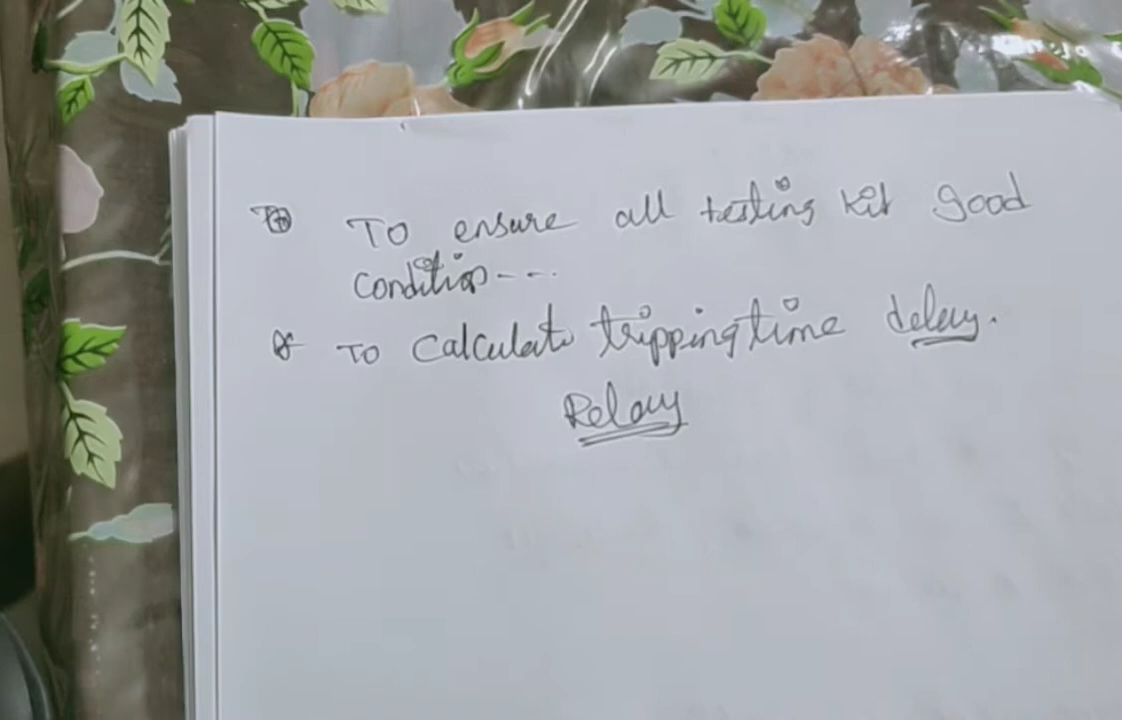 To ensure all testing kit good
condition---.
To calculate tripping time delay.
Relay